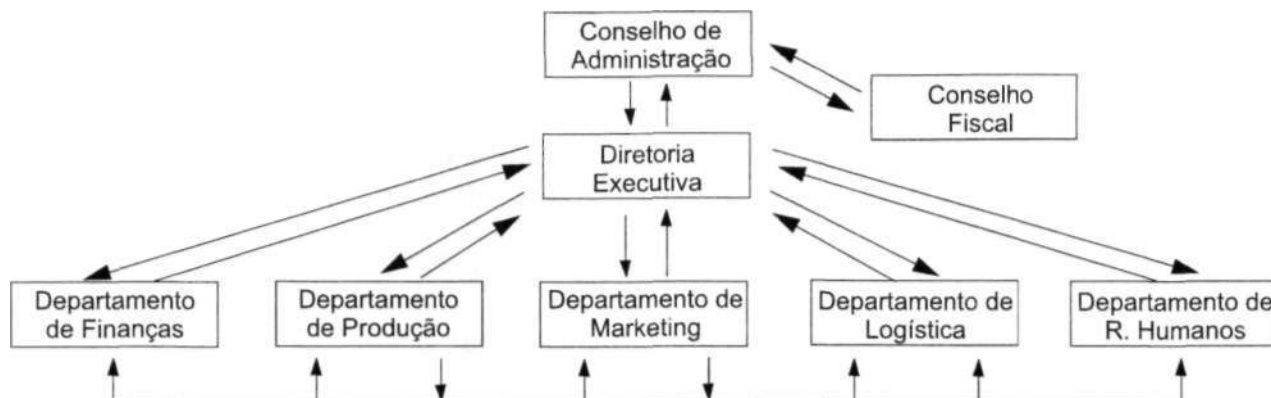 Conselho de
Administração
Conselho
Fiscal
Diretoria
Executiva
Departamento
de Finanças
Departamento
de Produção
Departamento de
Marketing
Departamento de
Logística
Departamento de
R. Humanos